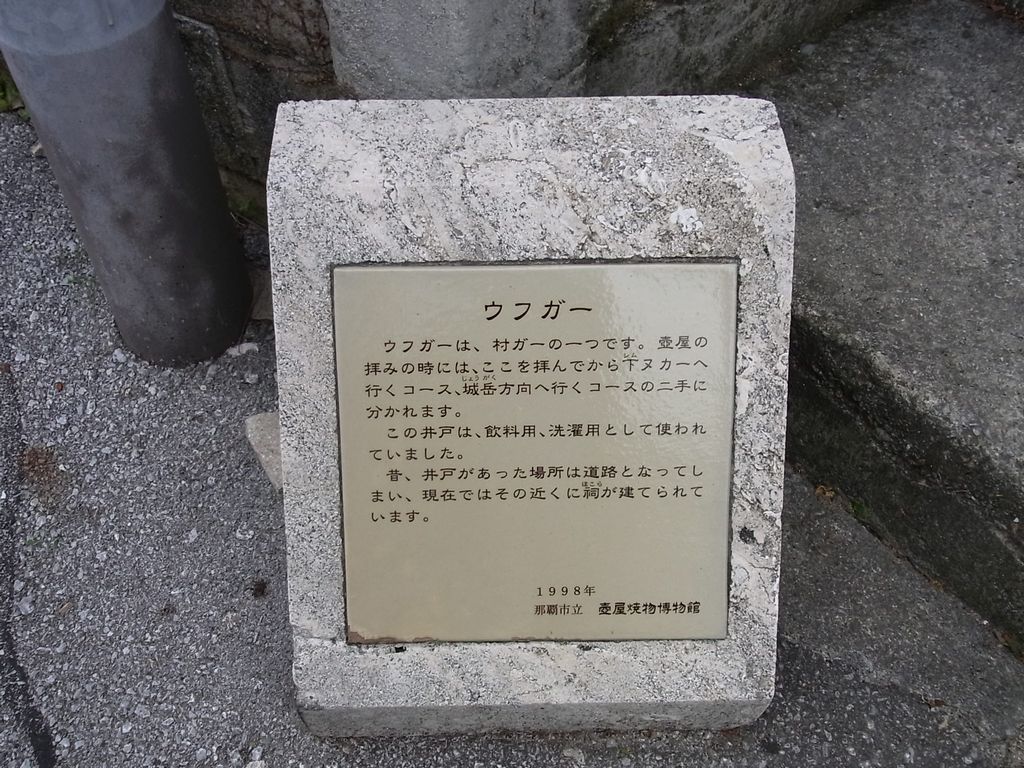 ウフガー
ウフガーは、村ガーの一つです。壺屋の
拝みの時には、ここを拝んでから下ヌカーへ
行くコース、城岳方向へ行くコースの二手に
分かれます。
この井戸は、飲料用、洗濯用として使われ
ていました。
昔、井戸があった場所は道路となってし
まい、現在ではその近くに祠が建てられて
います。
1998年
那覇市立 壺屋焼物博物館